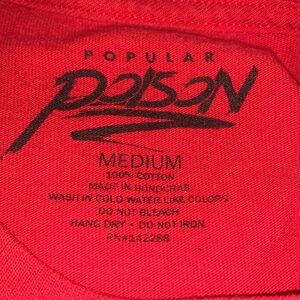 POPULAR
POISON
MEDIUM
100% COTTON
MADE IN HONDURAS
WASH IN COLD WATER LIKE COLORS
DO NOT BLEACH
HANG DRY • DO NOT IRON
RN#142288